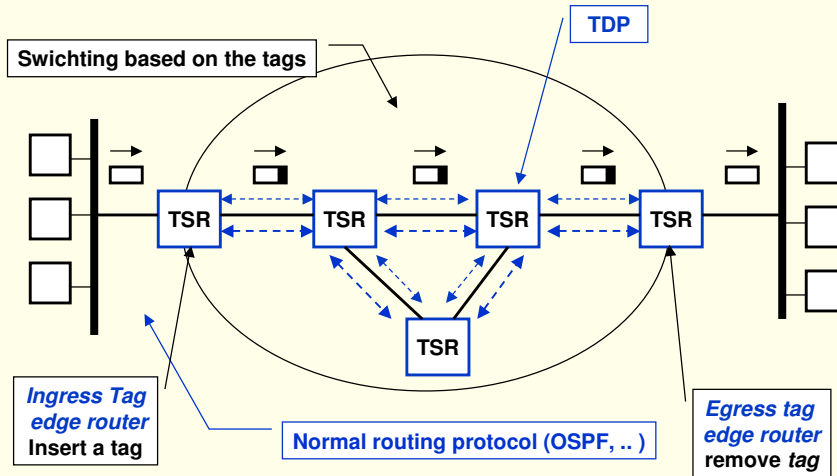 TDP
Swichting based on the tags
TSR
TSR
TSR
TSR
TSR
Ingress Tag
edge router
Insert a tag
Normal routing protocol (OSPF, .. )
Egress tag
edge router
remove tag